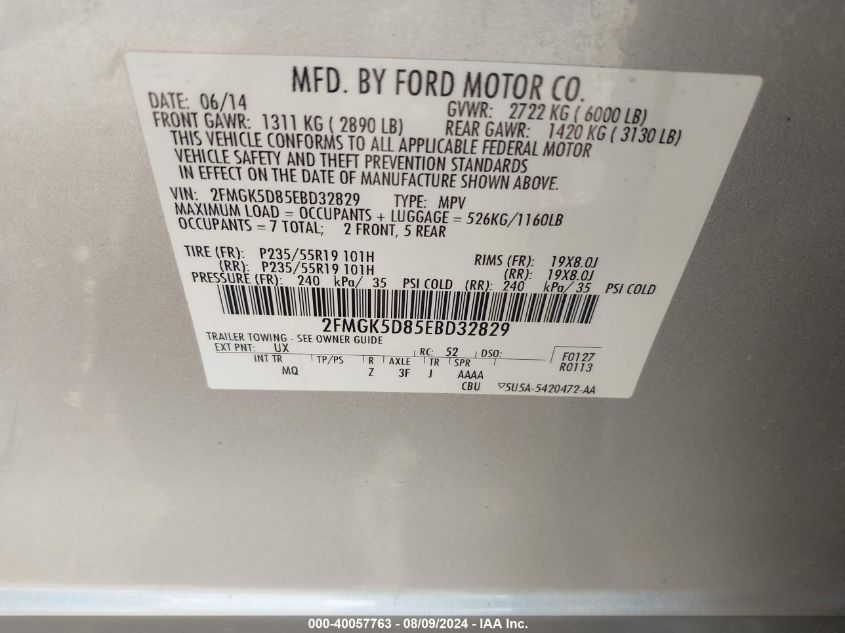 MFD. BY FORD MOTOR CO.
DATE: 06/14 GVWR: 2722 KG ( 6000 LB)
FRONT GAWR: 1311 KG ( 2890 LB) REAR GAWR: 1420 KG ( 3130 LB)
THIS VEHICLE CONFORMS TO ALL APPLICABLE FEDERAL MOTOR
VEHICLE SAFETY AND THEFT PREVENTION STANDARDS
IN EFFECT ON THE DATE OF MANUFACTURE SHOWN ABOVE.
VIN: 2FMGK5D85EBD32829 TYPE: MPV
MAXIMUM LOAD = OCCUPANTS + LUGGAGE = 526KG/1160LB
OCCUPANTS = 7 TOTAL; 2 FRONT, 5 REAR
TIRE (FR): P235/55R19 101H RIMS (FR): 19X8.0J
(RR): P235/55R19 101H (RR): 19X8.0J
PRESSURE (FR): 240 kPa/ 35 PSI COLD (RR): 240 kPa/ 35 PSI COLD
2FMGK5D85EBD32829
TRAILER TOWING - SEE OWNER GUIDE
EXT PNT: UX RC: 52 DSO: F0127
INT TR TP/PS R AXLE TR SPR R0113
MQ Z 3F J AAAA
CBU 5U5A-5420472-AA
000-40057763 - 08/09/2024 - IAA Inc.